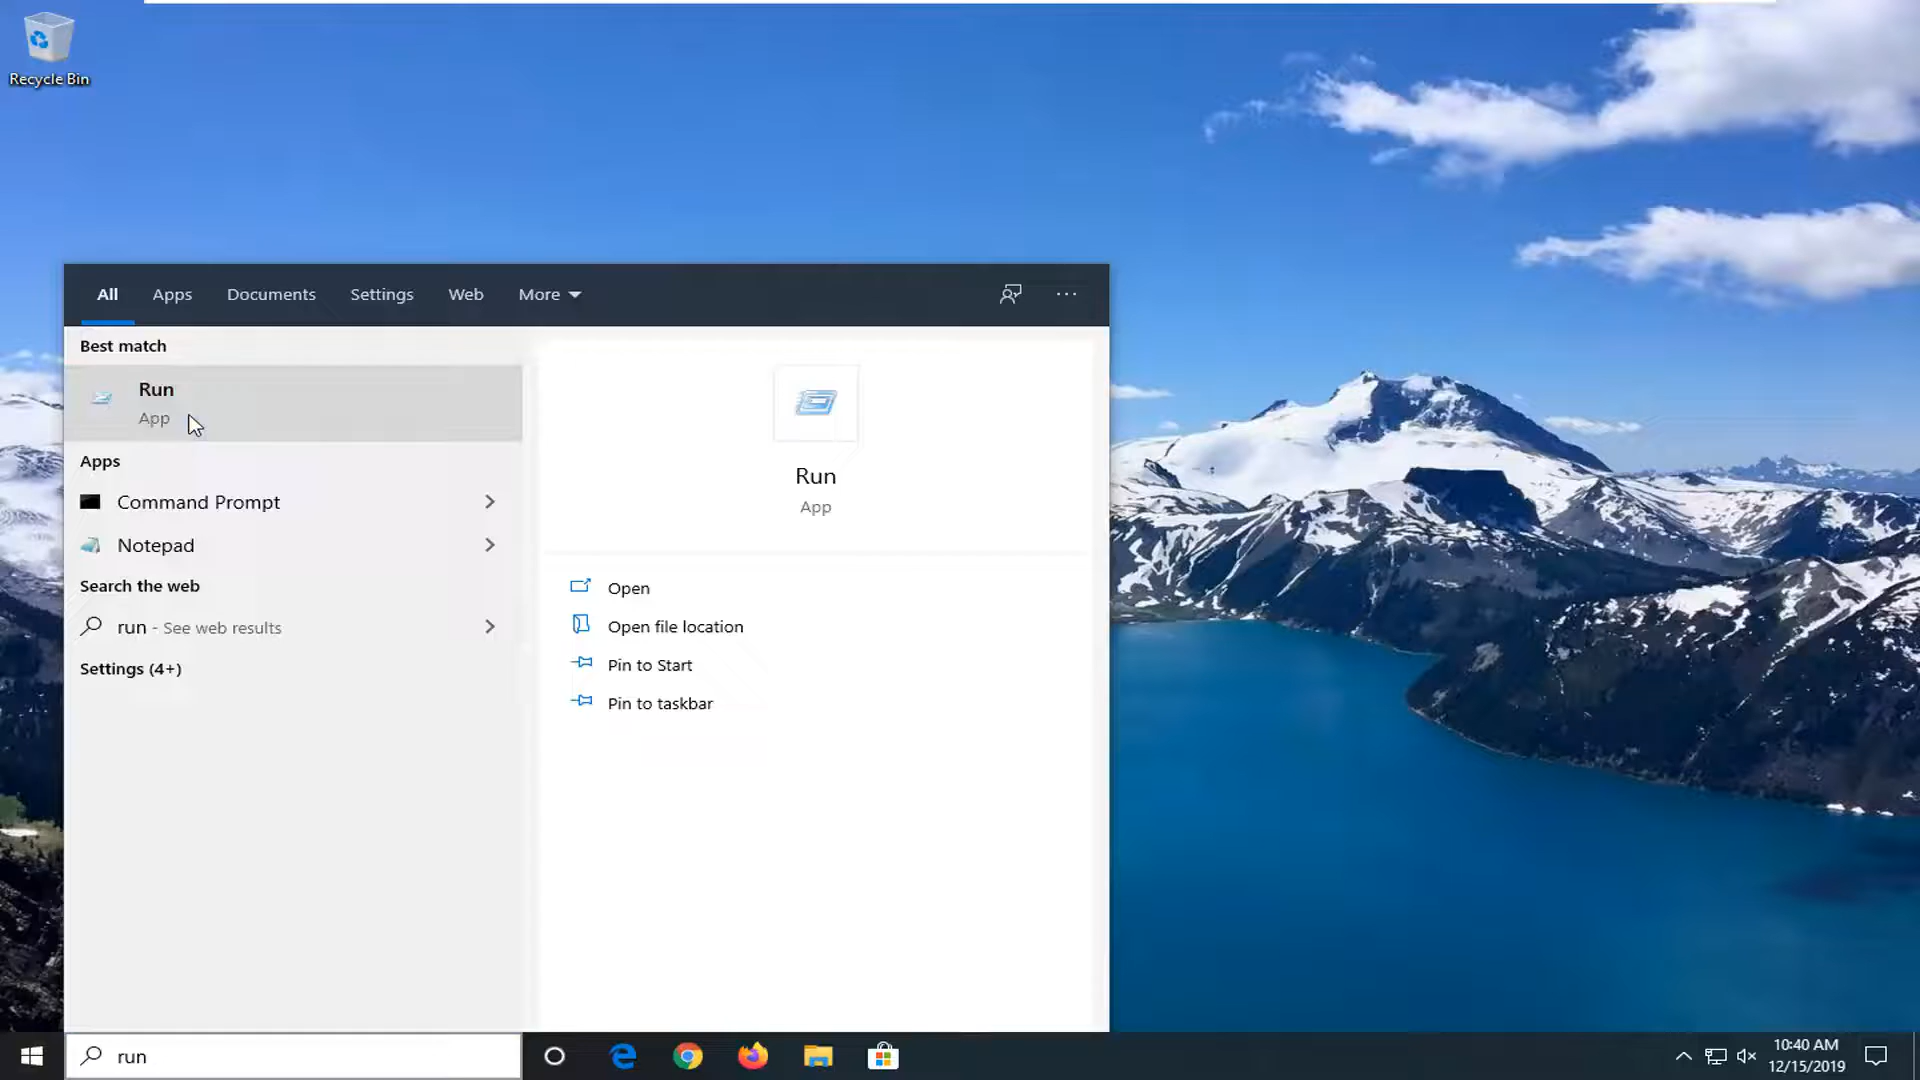 Recycle Bin
All Apps Documents Settings Web More
Best match
Run
App
Apps
Command Prompt
Notepad
Search the web
run - See web results
Settings (4+)
Run
App
Open
Open file location
Pin to Start
Pin to taskbar
run
10:40 AM
12/15/2019